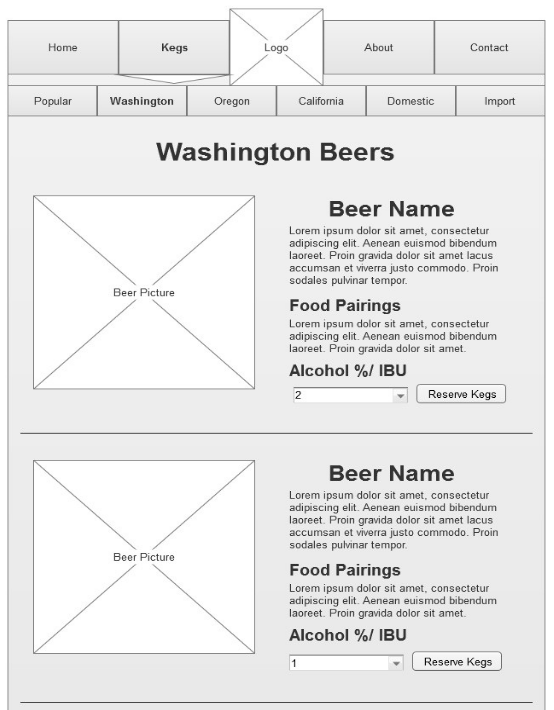 Home
Kegs
Logo
About
Contact
Popular
Washington
Oregon
California
Domestic
Import
Washington Beers
Beer Picture
Beer Name
Lorem ipsum dolor sit amet, consectetur
adipiscing elit. Aenean euismod bibendum
laoreet. Proin gravida dolor sit amet lacus
accumsan et viverra justo commodo. Proin
sodales pulvinar tempor.
Food Pairings
Lorem ipsum dolor sit amet, consectetur
adipiscing elit. Aenean euismod bibendum
laoreet. Proin gravida dolor sit amet.
Alcohol %/ IBU
2
Reserve Kegs
Beer Picture
Beer Name
Lorem ipsum dolor sit amet, consectetur
adipiscing elit. Aenean euismod bibendum
laoreet. Proin gravida dolor sit amet lacus
accumsan et viverra justo commodo. Proin
sodales pulvinar tempor.
Food Pairings
Lorem ipsum dolor sit amet, consectetur
adipiscing elit. Aenean euismod bibendum
laoreet. Proin gravida dolor sit amet.
Alcohol %/ IBU
1
Reserve Kegs